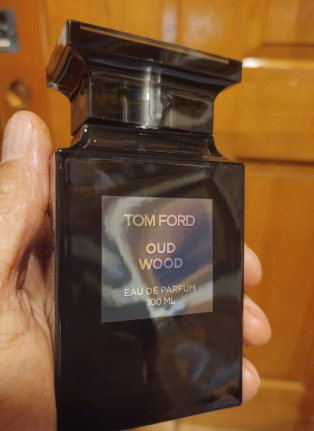 TOM FORD
OUD
WOOD
EAU DE PARFUM
100 ML